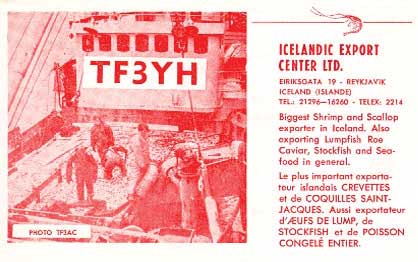 TF3YH
PHOTO TF3AC
ICELANDIC EXPORT
CENTER LTD.
EIRIKSGATA 19 - REYKJAVIK
ICELAND (ISLANDE)
TEL.: 21296—16260 - TELEX: 2214
Biggest Shrimp and Scallop
exporter in Iceland. Also
exporting Lumpfish Roe
Caviar, Stockfish and Sea-
food in general.
Le plus important exporta-
teur islandais CREVETTES
et de COQUILLES SAINT-
JACQUES. Aussi exportateur
d'ÆUFS DE LUMP, de
STOCKFISH et de POISSON
CONGELÉ ENTIER.